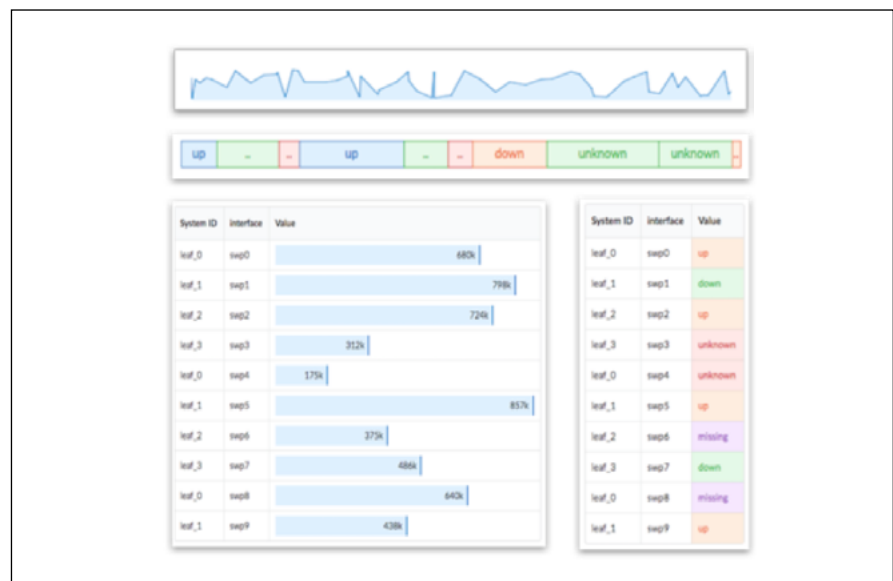 up .. .. up .. .. down unknown unknown ..
System ID interface Value
leaf_0 swp0 680k
leaf_1 swp1 798k
leaf_2 swp2 724k
leaf_3 swp3 312k
leaf_0 swp4 175k
leaf_1 swp5 857k
leaf_2 swp6 375k
leaf_3 swp7 486k
leaf_0 swp8 640k
leaf_1 swp9 438k
System ID interface Value
leaf_0 swp0 up
leaf_1 swp1 down
leaf_2 swp2 up
leaf_3 swp3 unknown
leaf_0 swp4 unknown
leaf_1 swp5 up
leaf_2 swp6 missing
leaf_3 swp7 down
leaf_0 swp8 missing
leaf_1 swp9 up